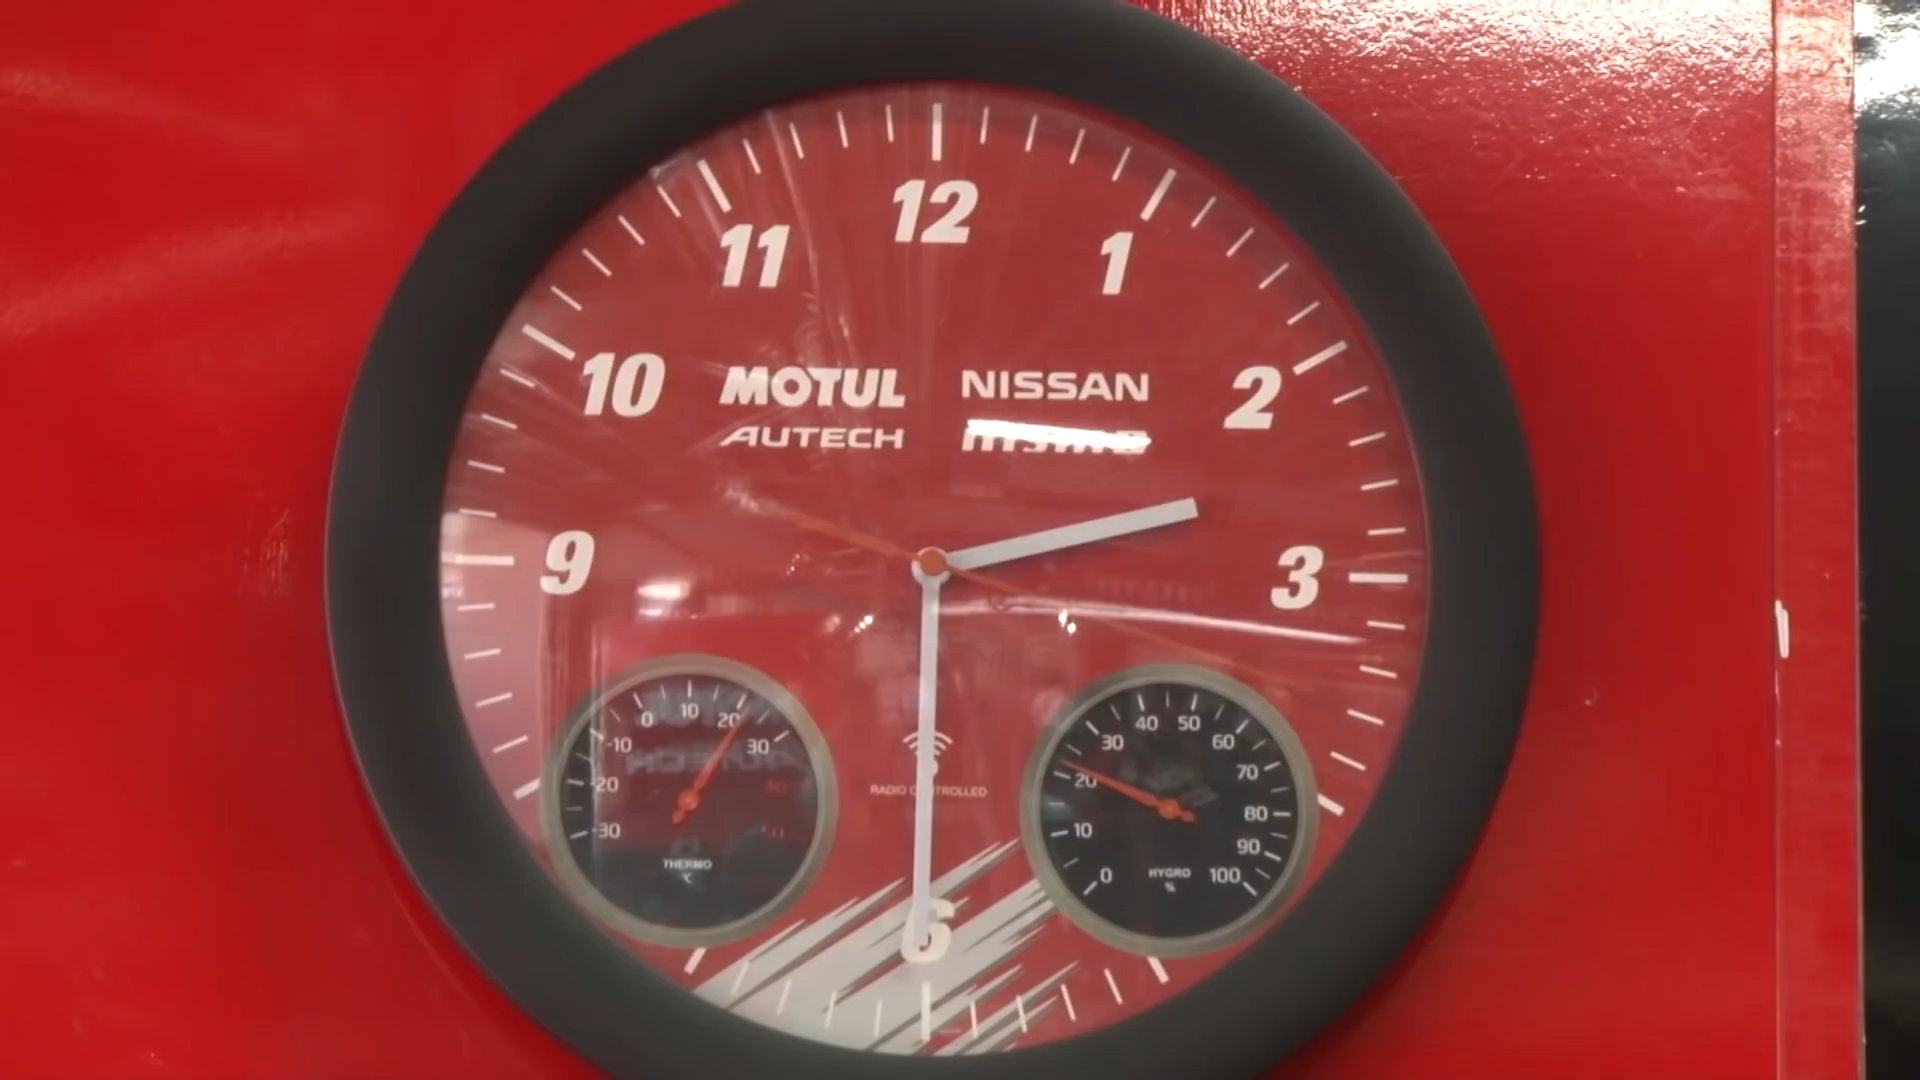 12
11
1
10
2
MOTUL NISSAN
AUTECH nismo
9
3
-30 -20 -10 0 10 20 30
THERMO
℃
RADIO CONTROLLED
0 10 20 30 40 50 60 70 80 90 100
HYGRO
%
6